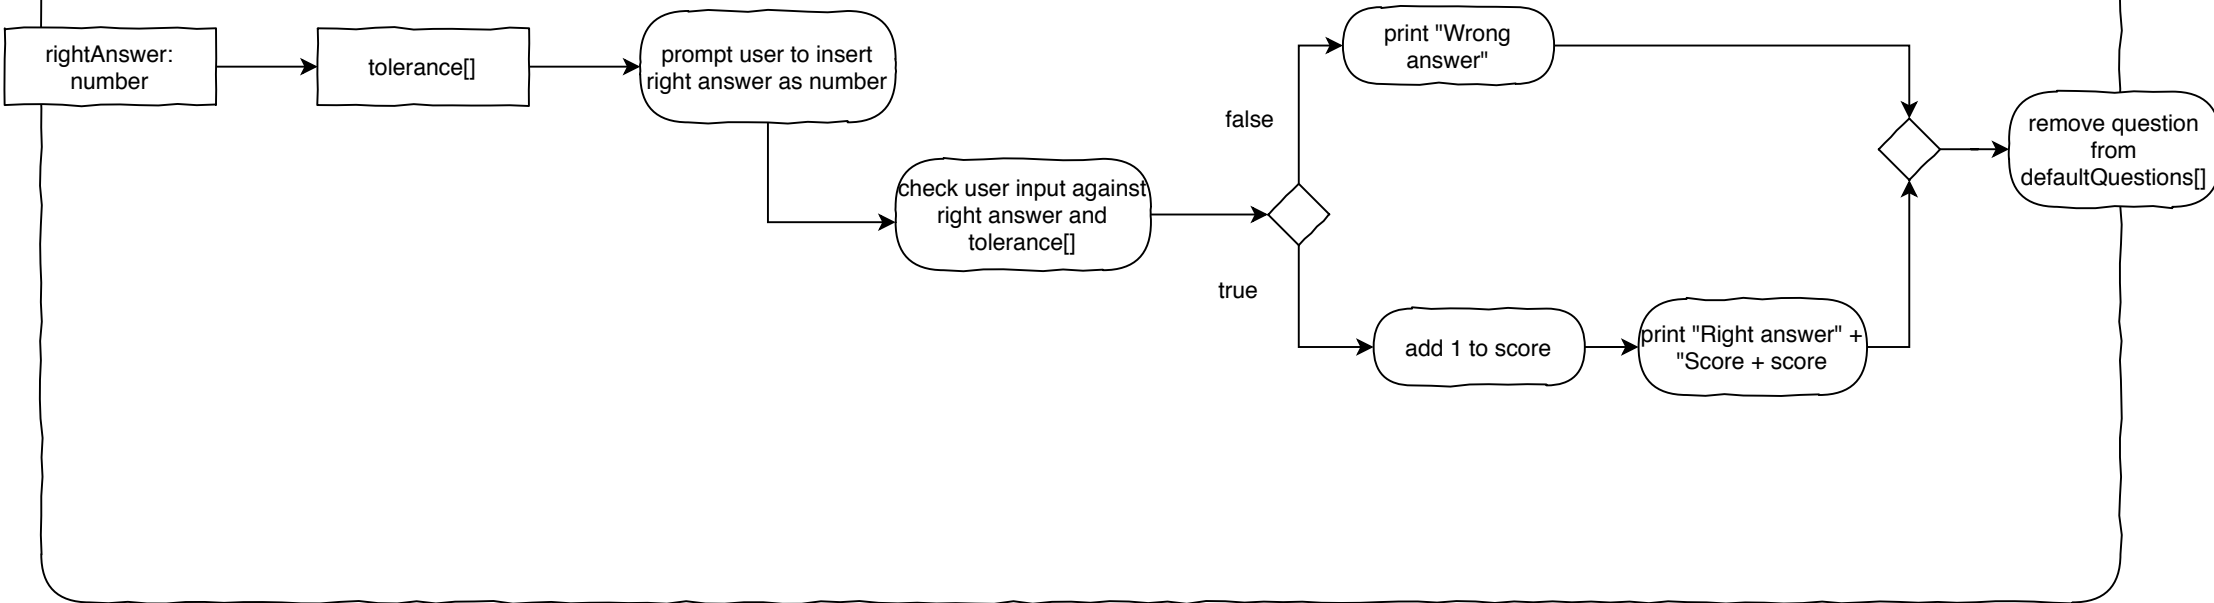 rightAnswer:
number
tolerance[]
prompt user to insert
right answer as number
check user input against
right answer and
tolerance[]
false
true
print "Wrong
answer"
add 1 to score
print "Right answer" +
"Score + score
remove question
from
defaultQuestions[]